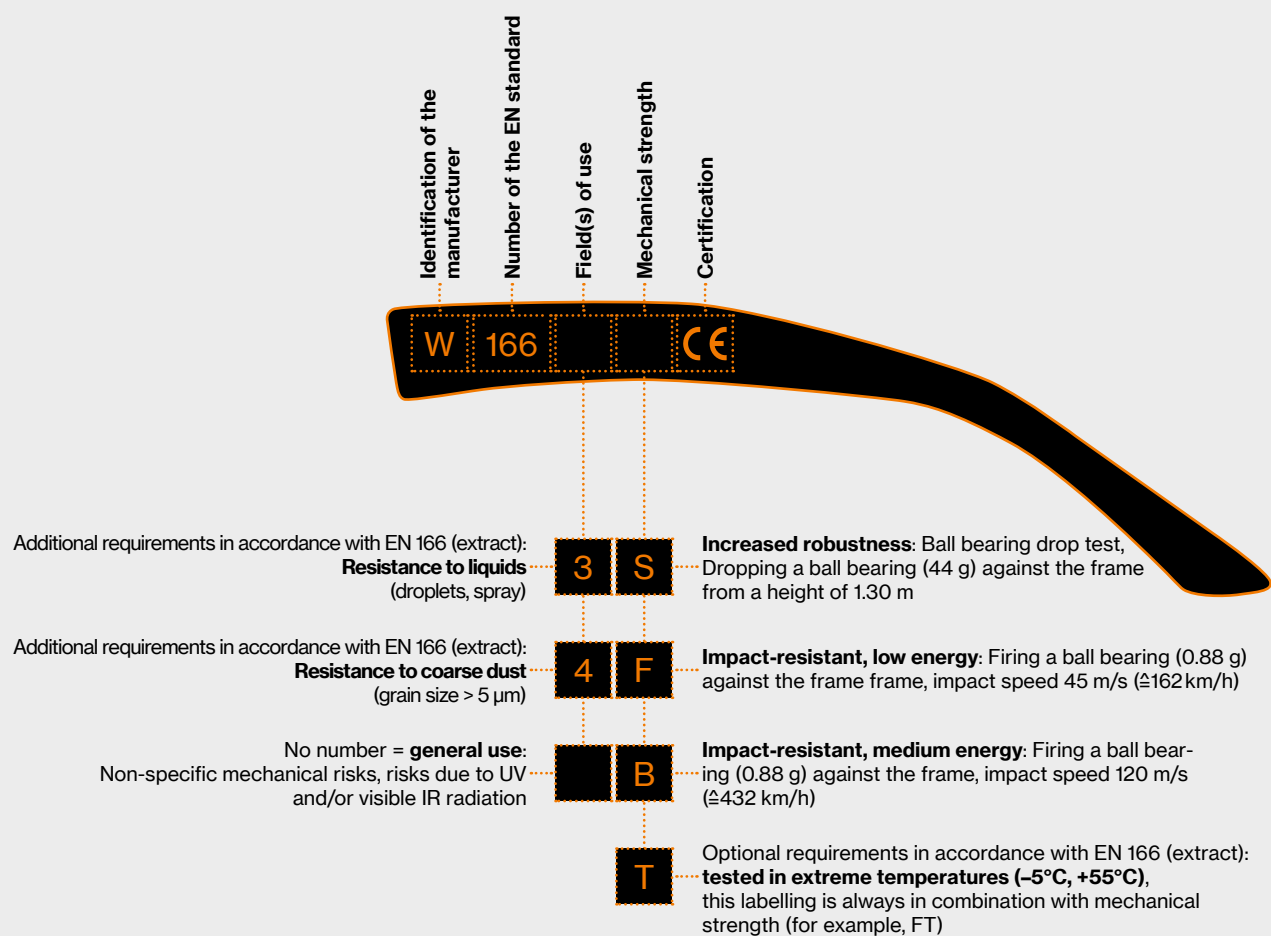 Identification of the
manufacturer
Number of the EN standard
Field(s) of use
Mechanical strength
Certification
W
166
CE
Additional requirements in accordance with EN 166 (extract):
Resistance to liquids
(droplets, spray)
3
S
Increased robustness: Ball bearing drop test,
Dropping a ball bearing (44 g) against the frame
from a height of 1.30 m
Additional requirements in accordance with EN 166 (extract):
Resistance to coarse dust
(grain size > 5 µm)
4
F
Impact-resistant, low energy: Firing a ball bearing (0.88 g)
against the frame frame, impact speed 45 m/s (≙162 km/h)
No number = general use:
Non-specific mechanical risks, risks due to UV
and/or visible IR radiation
B
Impact-resistant, medium energy: Firing a ball bear-
ing (0.88 g) against the frame, impact speed 120 m/s
(≙432 km/h)
T
Optional requirements in accordance with EN 166 (extract):
tested in extreme temperatures (–5°C, +55°C),
this labelling is always in combination with mechanical
strength (for example, FT)